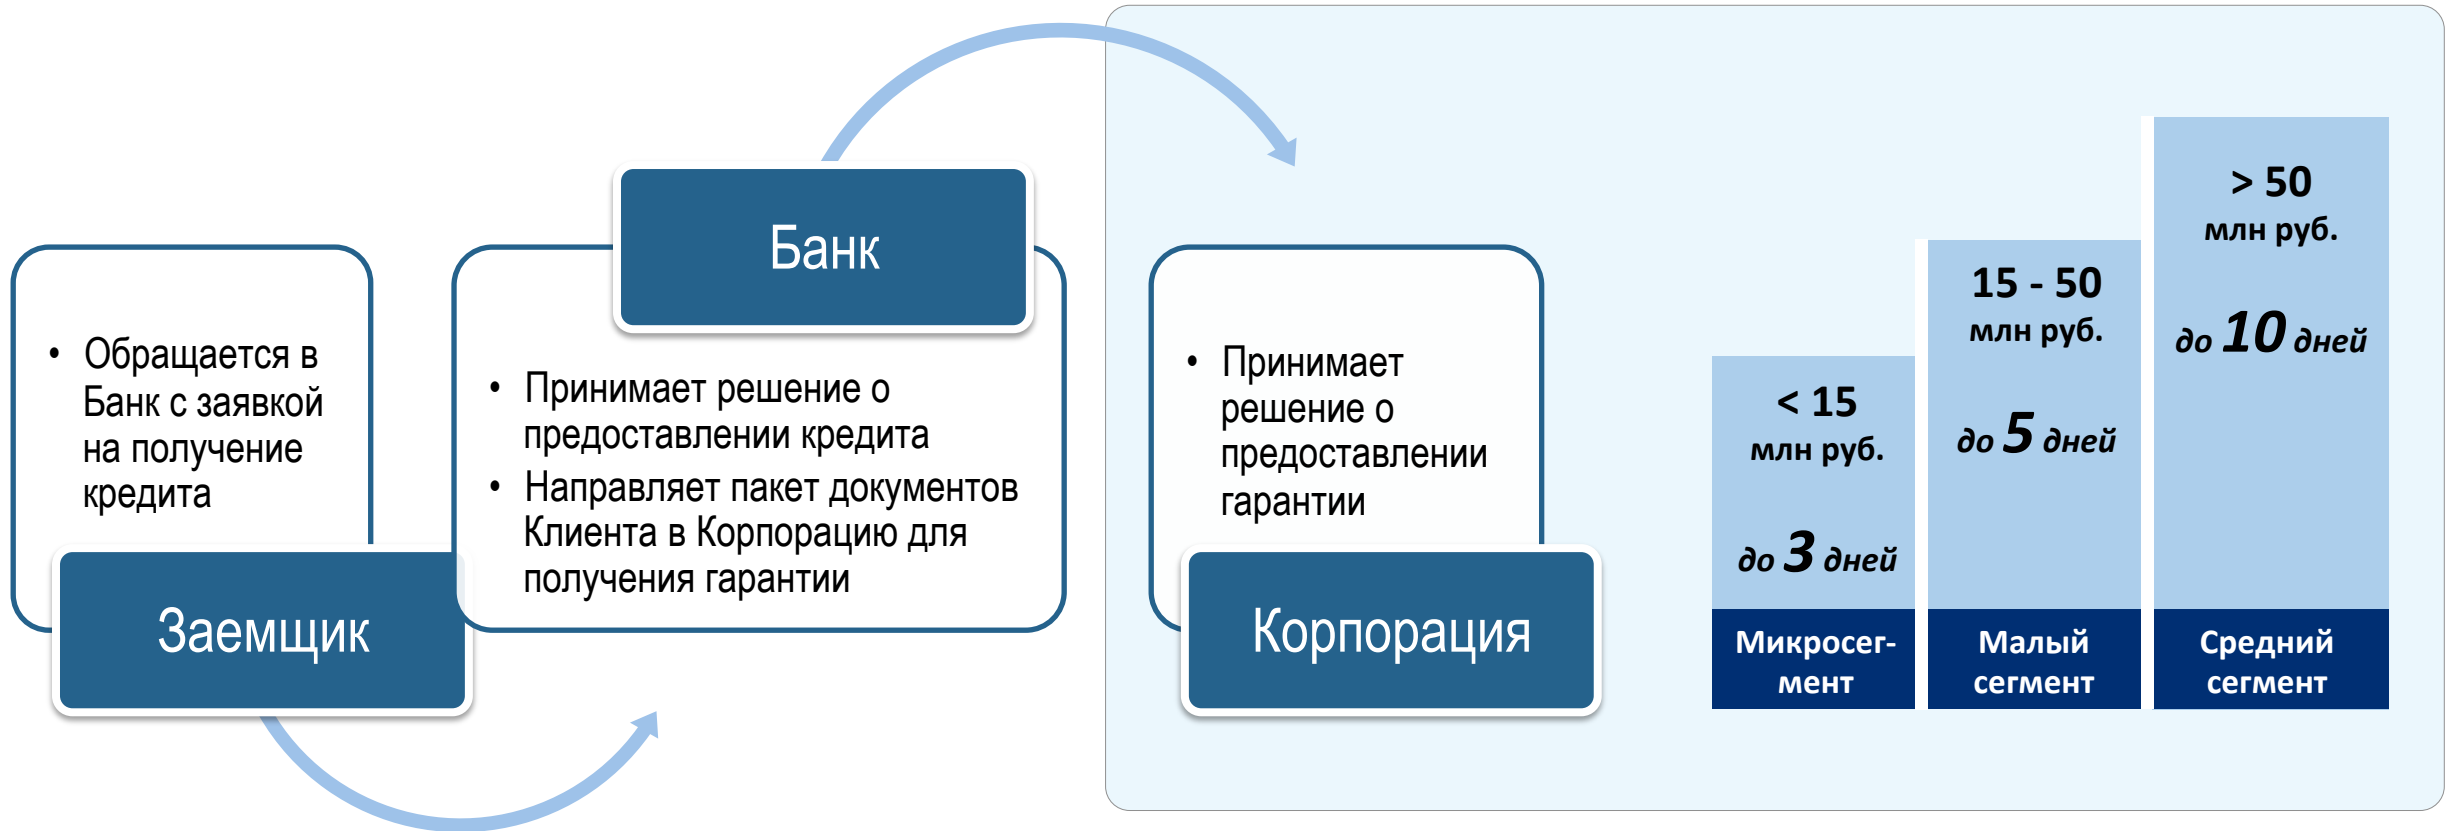 • Обращается в
Банк с заявкой
на получение
кредита
Заемщик
Банк
• Принимает решение о
предоставлении кредита
• Направляет пакет документов
Клиента в Корпорацию для
получения гарантии
• Принимает
решение о
предоставлении
гарантии
Корпорация
< 15
млн руб.
до 3 дней
Микросег-
мент
15 - 50
млн руб.
до 5 дней
Малый
сегмент
> 50
млн руб.
до 10 дней
Средний
сегмент